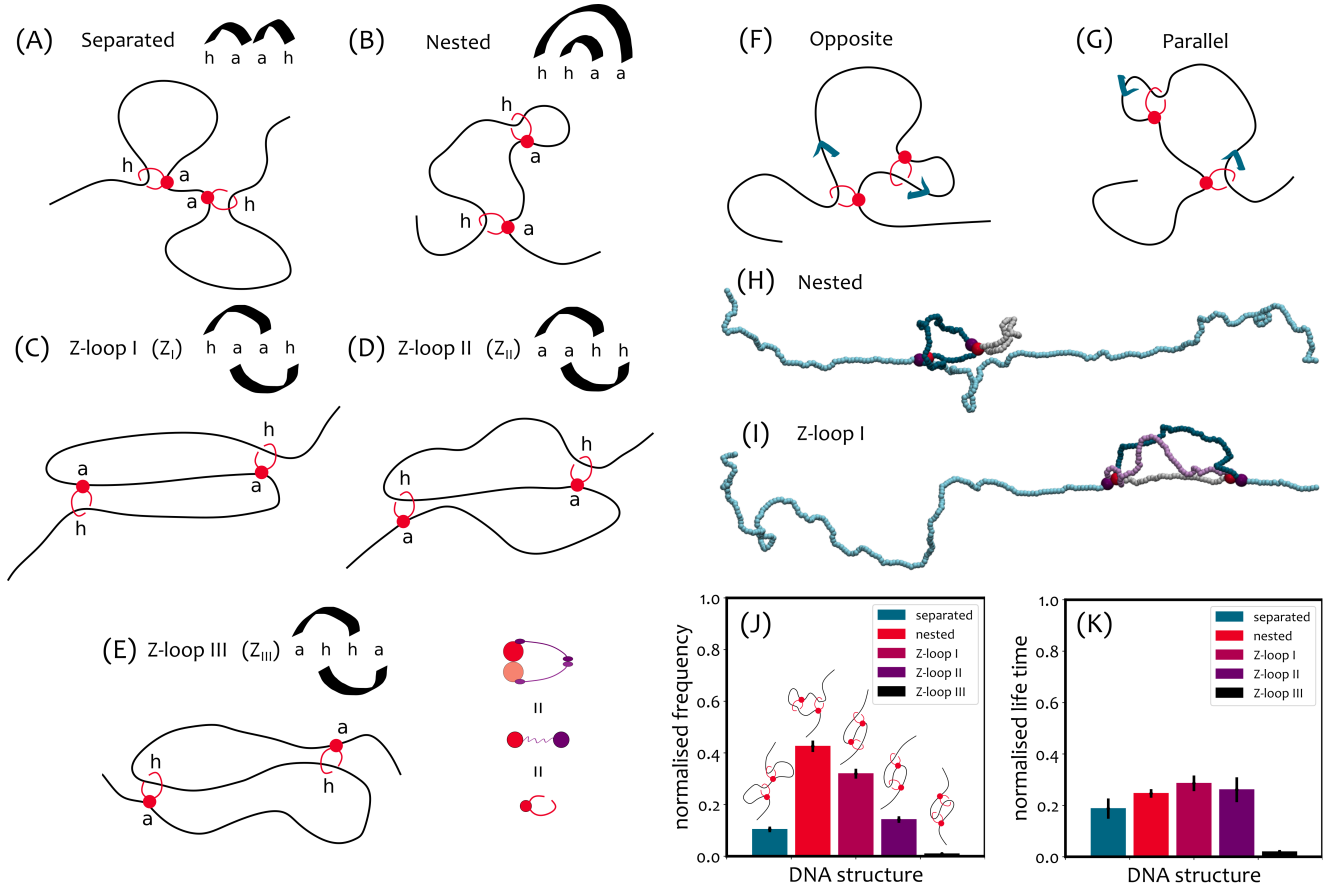 (A) Separated
h a a h
h
a
a
h
(B) Nested
h h a a
h
a
h
a
(C) Z-loop I (Z_I)
h a a h
h
a
a
h
(D) Z-loop II (Z_II)
a a h h
h
h
a
a
(E) Z-loop III (Z_III)
a h h a
a
h
h
a
=
=
(F) Opposite
(G) Parallel
(H) Nested
(I) Z-loop I
(J)
normalised frequency
1.0
0.8
0.6
0.4
0.2
0.0
separated
nested
Z-loop I
Z-loop II
Z-loop III
DNA structure
(K)
normalised life time
1.0
0.8
0.6
0.4
0.2
0.0
separated
nested
Z-loop I
Z-loop II
Z-loop III
DNA structure